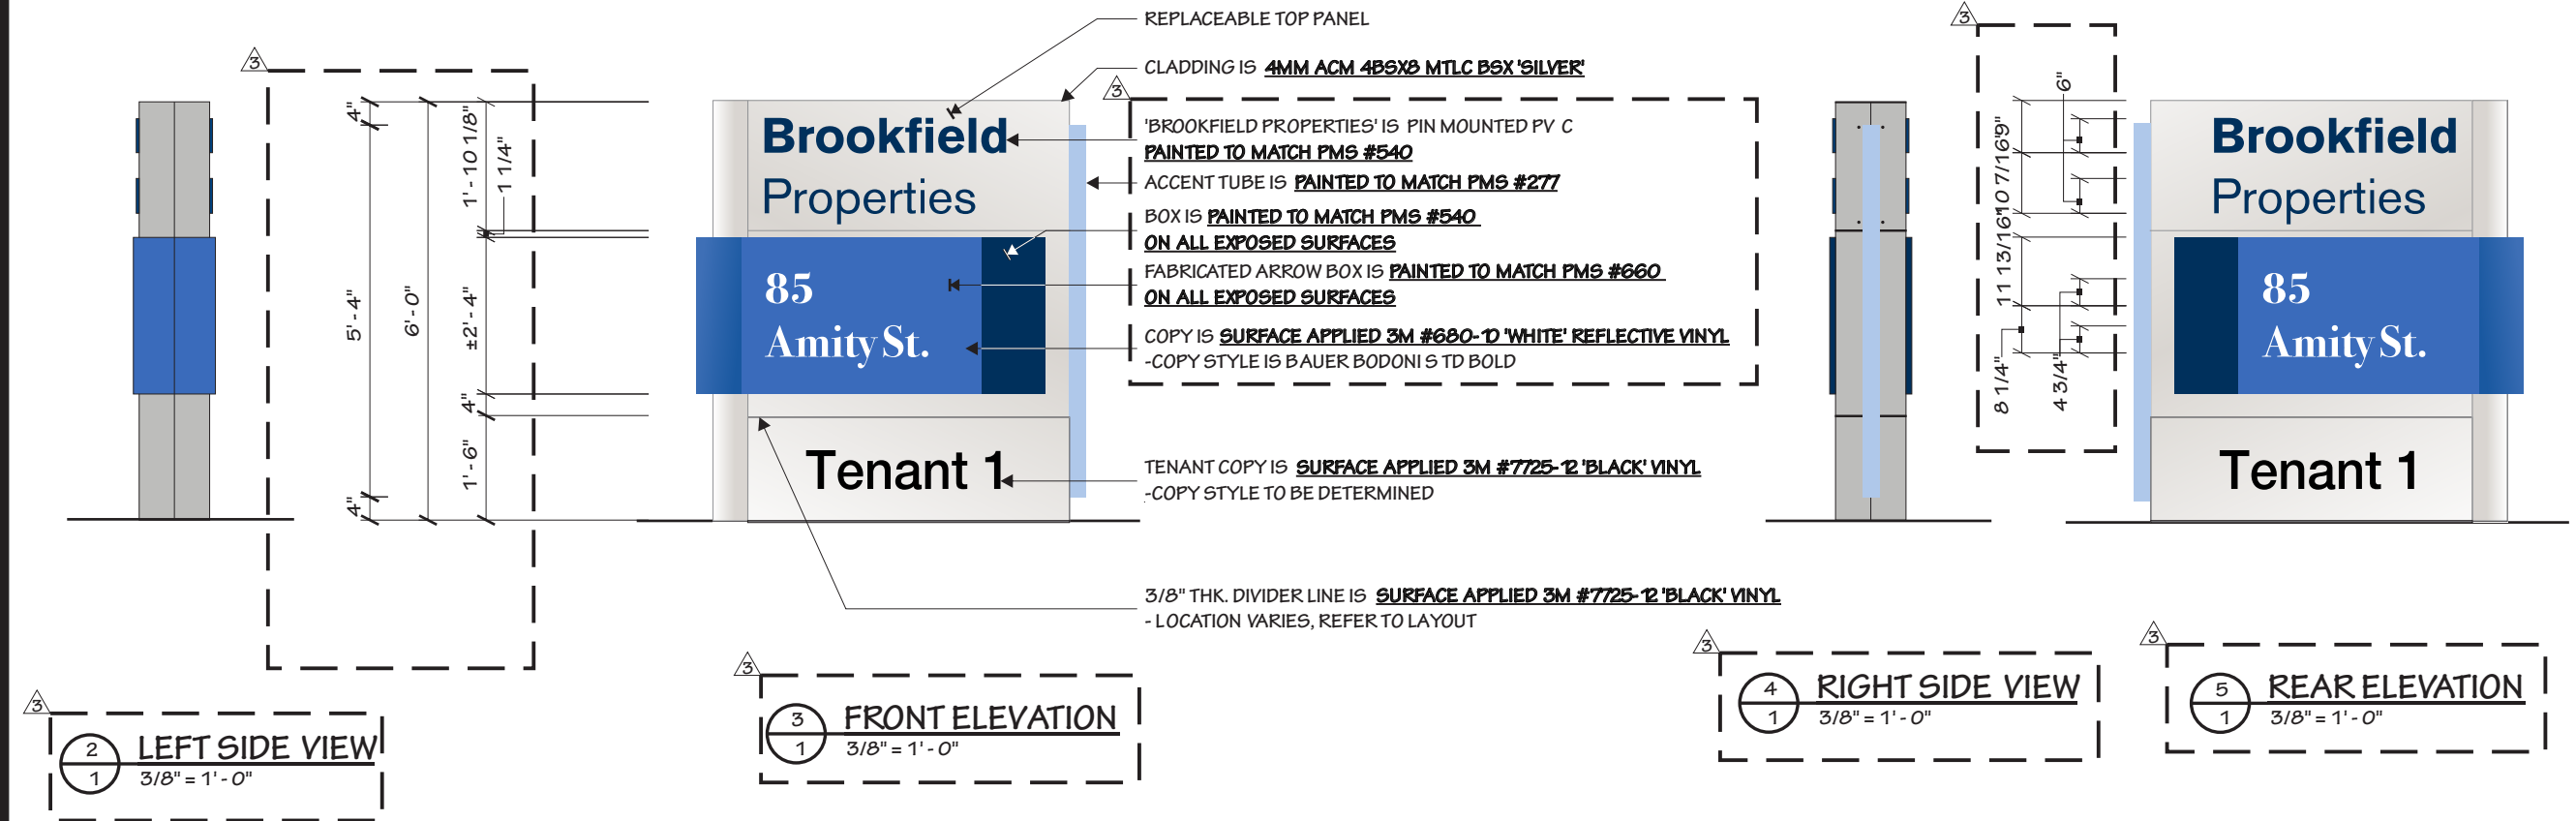 REPLACEABLE TOP PANEL
CLADDING IS 4MM ACM 4BSX8 MTLC BSX 'SILVER'
3
'BROOKFIELD PROPERTIES' IS PIN MOUNTED PV C
PAINTED TO MATCH PMS #540
ACCENT TUBE IS PAINTED TO MATCH PMS #277
BOX IS PAINTED TO MATCH PMS #540
ON ALL EXPOSED SURFACES
FABRICATED ARROW BOX IS PAINTED TO MATCH PMS #660
ON ALL EXPOSED SURFACES
COPY IS SURFACE APPLIED 3M #680-10 'WHITE' REFLECTIVE VINYL
-COPY STYLE IS BAUER BODONI S TD BOLD
TENANT COPY IS SURFACE APPLIED 3M #7725-12 'BLACK' VINYL
-COPY STYLE TO BE DETERMINED
3/8" THK. DIVIDER LINE IS SURFACE APPLIED 3M #7725-12 'BLACK' VINYL
- LOCATION VARIES, REFER TO LAYOUT
3
4"
5'-4"
4"
6'-0"
1'-10 1/8"
1 1/4"
±2'-4"
4"
1'-6"
Brookfield
Properties
85
Amity St.
Tenant 1
3
6"
9"
10 7/16"
11 13/16"
8 1/4"
4 3/4"
Brookfield
Properties
85
Amity St.
Tenant 1
3
2
1
LEFT SIDE VIEW
3/8" = 1'-0"
3
3
1
FRONT ELEVATION
3/8" = 1'-0"
3
4
1
RIGHT SIDE VIEW
3/8" = 1'-0"
3
5
1
REAR ELEVATION
3/8" = 1'-0"